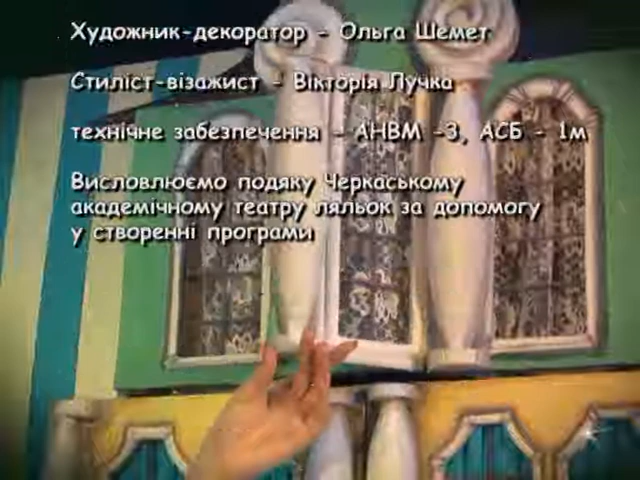 Художник-декоратор - Ольга Шемет
Стиліст-візажист - Вікторія Лучка
технічне забезпечення - АНВМ -3, АСБ - 1м
Висловлюємо подяку Черкаському
академічному театру ляльок за допомогу
у створенні програми